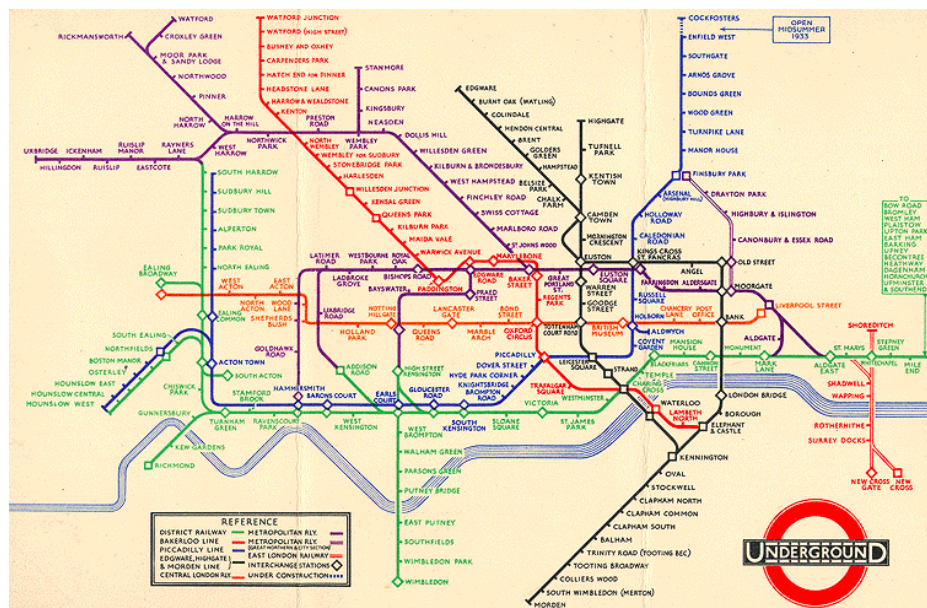 WATFORD
CROXLEY GREEN
RICKMANSWORTH
MOOR PARK
& SANDY LODGE
NORTHWOOD
PINNER
NORTH
HARROW
HARROW
ON THE HILL
NORTHWICK
PARK
PRESTON
ROAD
WEMBLEY
PARK
STANMORE
CANONS PARK
KINGSBURY
NEASDEN
DOLLIS HILL
WILLESDEN GREEN
KILBURN & BRONDESBURY
WEST HAMPSTEAD
FINCHLEY ROAD
SWISS COTTAGE
MARLBORO ROAD
ST JOHNS WOOD
UXBRIDGE
ICKENHAM
RUISLIP
MANOR
RAYNERS
LANE
HILLINGDON
RUISLIP
EASTCOTE
WEST
HARROW
WATFORD JUNCTION
WATFORD (HIGH STREET)
BUSHEY AND OXHEY
CARPENDERS PARK
HATCH END FOR PINNER
HEADSTONE LANE
HARROW & WEALDSTONE
KENTON
NORTH
WEMBLEY
WEMBLEY FOR SUDBURY
STONEBRIDGE PARK
HARLESDEN
WILLESDEN JUNCTION
KENSAL GREEN
QUEENS PARK
KILBURN PARK
MAIDA VALE
WARWICK AVENUE
PADDINGTON
EDGWARE
ROAD
MARYLEBONE
BAKER
STREET
REGENTS PARK
OXFORD
CIRCUS
PICCADILLY
TRAFALGAR
SQUARE
CHARING
CROSS
WATERLOO
LAMBETH
NORTH
ELEPHANT
& CASTLE
EDGWARE
BURNT OAK (WATLING)
COLINDALE
HENDON CENTRAL
BRENT
GOLDERS
GREEN
HAMPSTEAD
BELSIZE
PARK
CHALK
FARM
HIGHGATE
TUFNELL
PARK
KENTISH
TOWN
CAMDEN
TOWN
MORNINGTON
CRESCENT
EUSTON
WARREN
STREET
GOODGE
STREET
TOTTENHAM
COURT ROAD
LEICESTER
SQUARE
STRAND
COCKFOSTERS
ENFIELD WEST
OPEN
MIDSUMMER
1933
SOUTHGATE
ARNOS GROVE
BOUNDS GREEN
WOOD GREEN
TURNPIKE LANE
MANOR HOUSE
FINSBURY
PARK
ARSENAL
(HIGHBURY HILL)
HOLLOWAY
ROAD
CALEDONIAN
ROAD
KINGS CROSS
ST. PANCRAS
DRAYTON PARK
HIGHBURY & ISLINGTON
CANONBURY & ESSEX ROAD
OLD STREET
MOORGATE
ANGEL
EUSTON
SQUARE
GREAT
PORTLAND
ST.
FARRINGDON
ALDERSGATE
RUSSELL
SQUARE
HOLBORN
ALDWYCH
COVENT
GARDEN
CHANCERY
LANE
POST
OFFICE
BANK
LIVERPOOL STREET
BRITISH
MUSEUM
BOND
STREET
MARBLE
ARCH
LANCASTER
GATE
QUEENS
ROAD
NOTTING
HILL GATE
HOLLAND
PARK
SHEPHERDS
BUSH
WOOD
LANE
EAST
ACTON
NORTH
ACTON
WEST
ACTON
EALING
BROADWAY
LATIMER
ROAD
WESTBOURNE
PARK
ROYAL
OAK
LADBROKE
GROVE
BISHOPS ROAD
BAYSWATER
PRAED
STREET
UXBRIDGE
ROAD
GOLDHAWK
ROAD
SOUTH HARROW
SUDBURY HILL
SUDBURY TOWN
ALPERTON
PARK ROYAL
NORTH EALING
EALING
COMMON
SOUTH EALING
NORTHFIELDS
BOSTON MANOR
OSTERLEY
HOUNSLOW EAST
HOUNSLOW CENTRAL
HOUNSLOW WEST
ACTON TOWN
SOUTH ACTON
CHISWICK
PARK
GUNNERSBURY
KEW GARDENS
RICHMOND
TURNHAM
GREEN
STAMFORD
BROOK
RAVENSCOURT
PARK
HAMMERSMITH
BARONS COURT
WEST
KENSINGTON
EARLS
COURT
ADDISON
ROAD
HIGH STREET
KENSINGTON
GLOUCESTER
ROAD
SOUTH
KENSINGTON
KNIGHTSBRIDGE
BROMPTON
ROAD
HYDE PARK CORNER
DOVER STREET
SLOANE
SQUARE
VICTORIA
ST. JAMES
PARK
WESTMINSTER
TEMPLE
BLACKFRIARS
MANSION
HOUSE
CANNON
STREET
MONUMENT
MARK
LANE
ALDGATE
ALDGATE
EAST
ST. MARYS
WHITECHAPEL
STEPNEY
GREEN
MILE
END
TO
BOW ROAD
BROMLEY
WEST HAM
PLAISTOW
UPTON PARK
EAST HAM
BARKING
UPNEY
BECONTREE
HEATHWAY
DAGENHAM
HORNCHURCH
UPMINSTER
& SOUTHEND
SHOREDITCH
SHADWELL
WAPPING
ROTHERHITHE
SURREY DOCKS
NEW CROSS
GATE
NEW
CROSS
LONDON BRIDGE
BOROUGH
KENNINGTON
OVAL
STOCKWELL
CLAPHAM NORTH
CLAPHAM COMMON
CLAPHAM SOUTH
BALHAM
TRINITY ROAD (TOOTING BEC)
TOOTING BROADWAY
COLLIERS WOOD
SOUTH WIMBLEDON (MERTON)
MORDEN
WEST
BROMPTON
WALHAM GREEN
PARSONS GREEN
PUTNEY BRIDGE
EAST PUTNEY
SOUTHFIELDS
WIMBLEDON PARK
WIMBLEDON
REFERENCE
DISTRICT RAILWAY
BAKERLOO LINE
PICCADILLY LINE
EDGWARE, HIGHGATE
& MORDEN LINE
CENTRAL LONDON RLY.
METROPOLITAN RLY.
METROPOLITAN RLY.
(GREAT NORTHERN & CITY SECTION)
EAST LONDON RAILWAY
INTERCHANGE STATIONS
UNDER CONSTRUCTION
UNDERGROUND